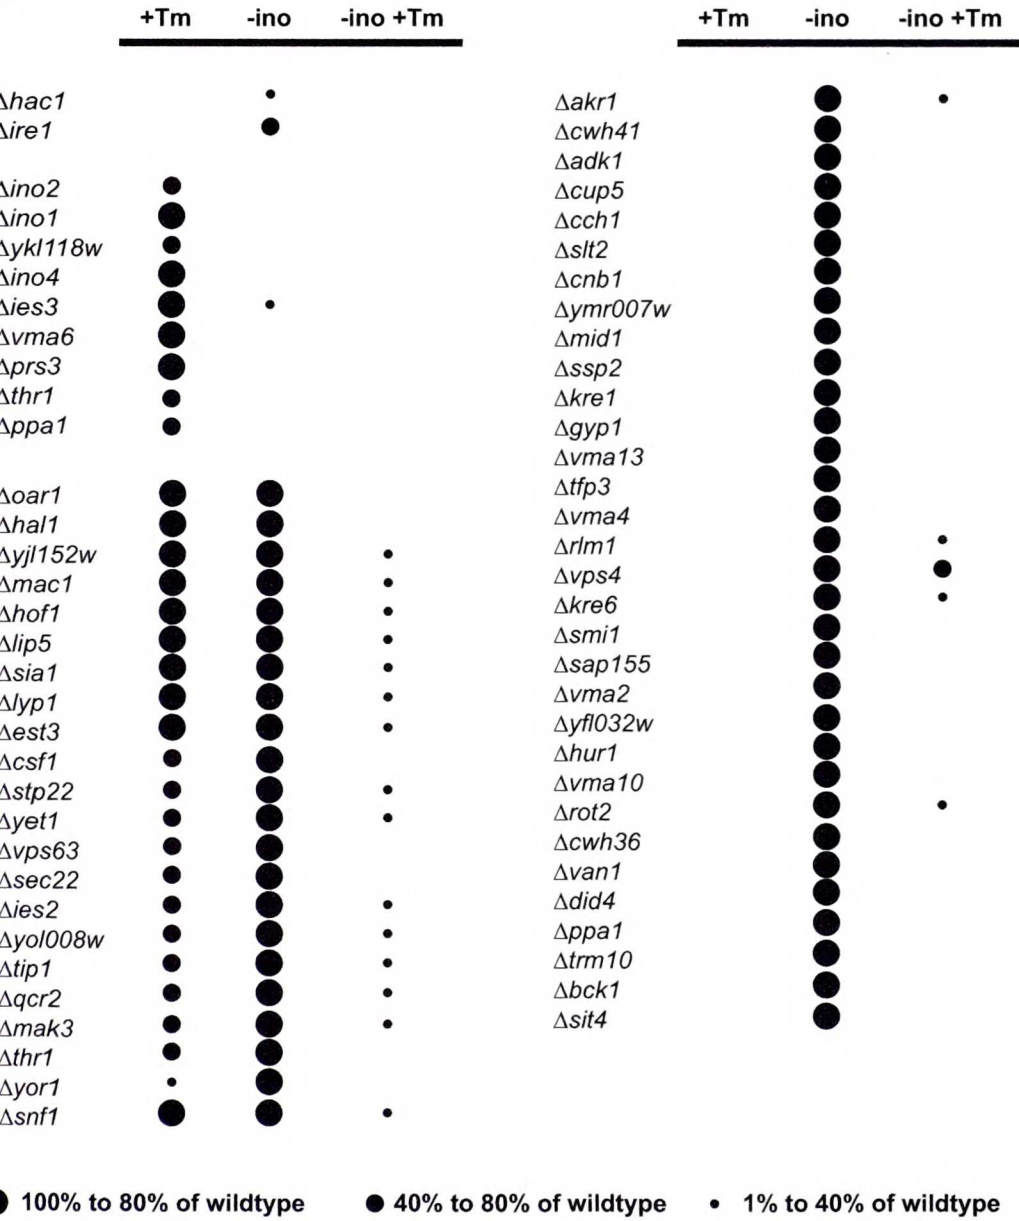 +Tm -ino -ino +Tm
Δhac1
Δire1
Δino2
Δino1
Δykl118w
Δino4
Δies3
Δvma6
Δprs3
Δthr1
Δppa1
Δoar1
Δhal1
Δyjl152w
Δmac1
Δhof1
Δlip5
Δsia1
Δlyp1
Δest3
Δcsf1
Δstp22
Δyet1
Δvps63
Δsec22
Δies2
Δyol008w
Δtip1
Δqcr2
Δmak3
Δthr1
Δyor1
Δsnf1
+Tm -ino -ino +Tm
Δakr1
Δcwh41
Δadk1
Δcup5
Δcch1
Δslt2
Δcnb1
Δymr007w
Δmid1
Δssp2
Δkre1
Δgyp1
Δvma13
Δtfp3
Δvma4
Δrlm1
Δvps4
Δkre6
Δsmi1
Δsap155
Δvma2
Δyfl032w
Δhur1
Δvma10
Δrot2
Δcwh36
Δvan1
Δdid4
Δppa1
Δtrm10
Δbck1
Δsit4
100% to 80% of wildtype 40% to 80% of wildtype 1% to 40% of wildtype